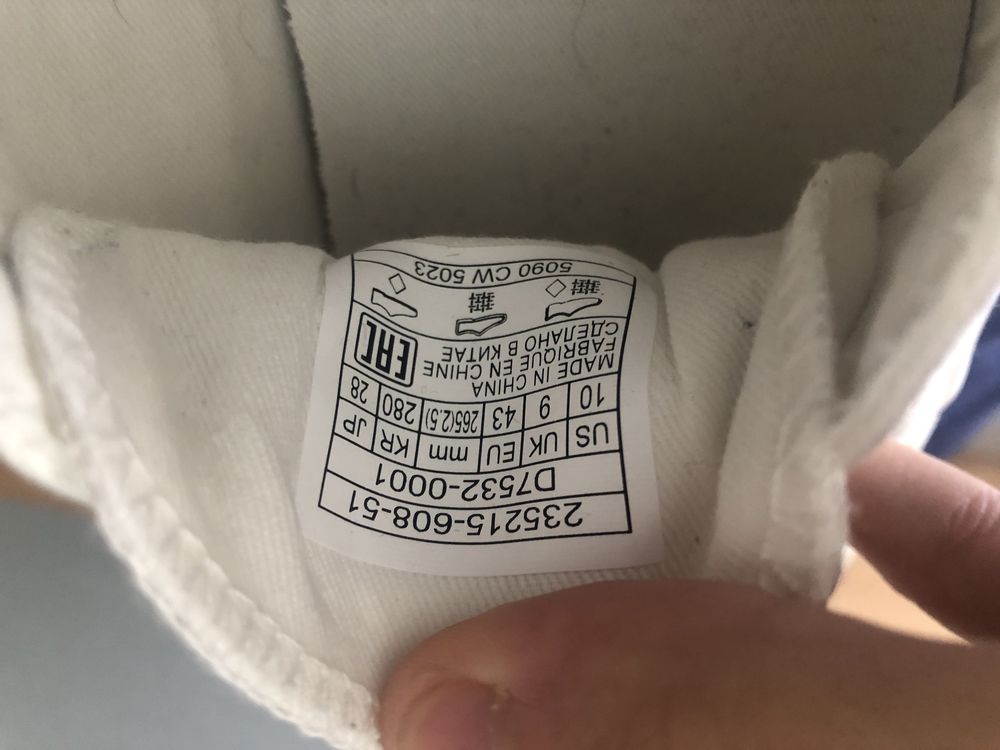 235215-608-51
D7532-0001
US UK EU mm KR JP
10 9 43 265(2.5) 280 28
MADE IN CHINA
FABRIQUE EN CHINE
СДЕЛАНО В КИТАЕ
EAC
5090 CW 5023